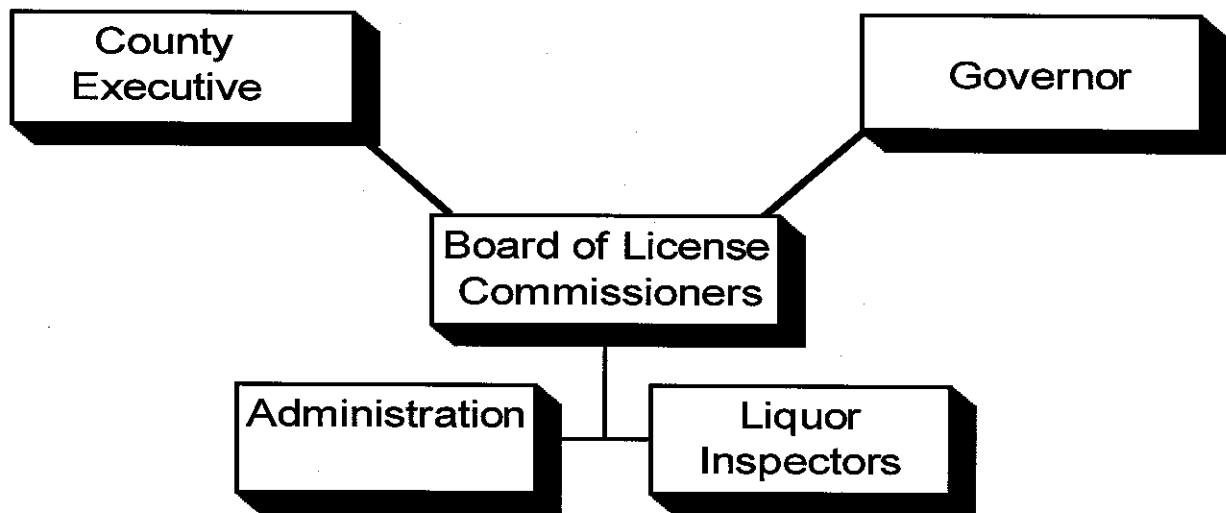 County
Executive
Governor
Board of License
Commissioners
Administration
Liquor
Inspectors